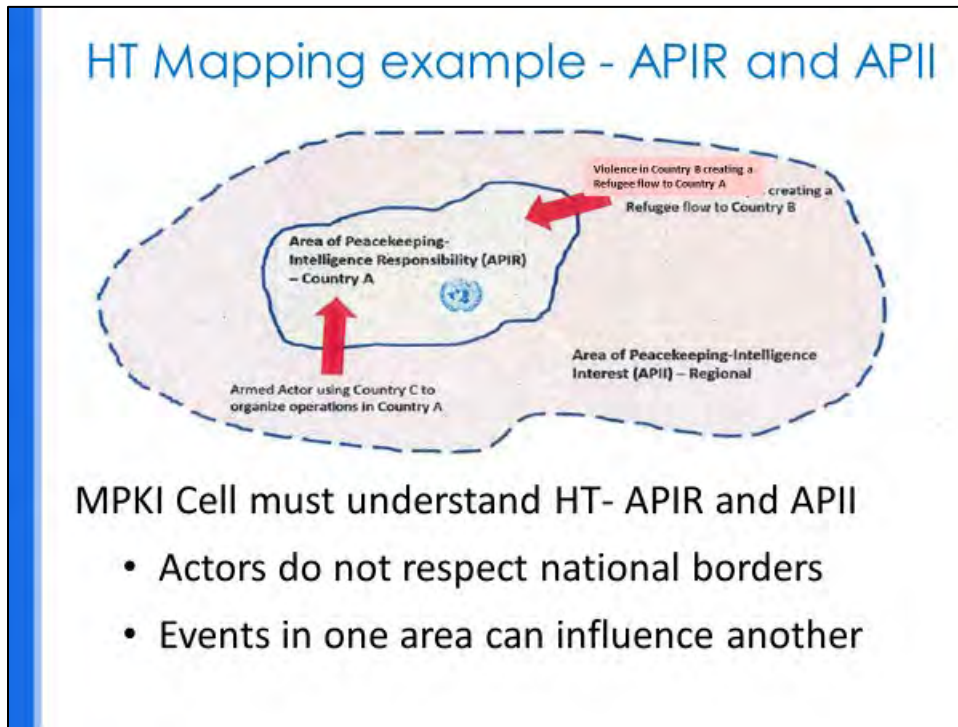 HT Mapping example - APIR and APII
Violence in Country B creating a
Refugee flow to Country A
creating a
Refugee flow to Country B
Area of Peacekeeping-
Intelligence Responsibility (APIR)
– Country A
Area of Peacekeeping-Intelligence
Interest (APII) – Regional
Armed Actor using Country C to
organize operations in Country A
MPKI Cell must understand HT- APIR and APII
• Actors do not respect national borders
• Events in one area can influence another